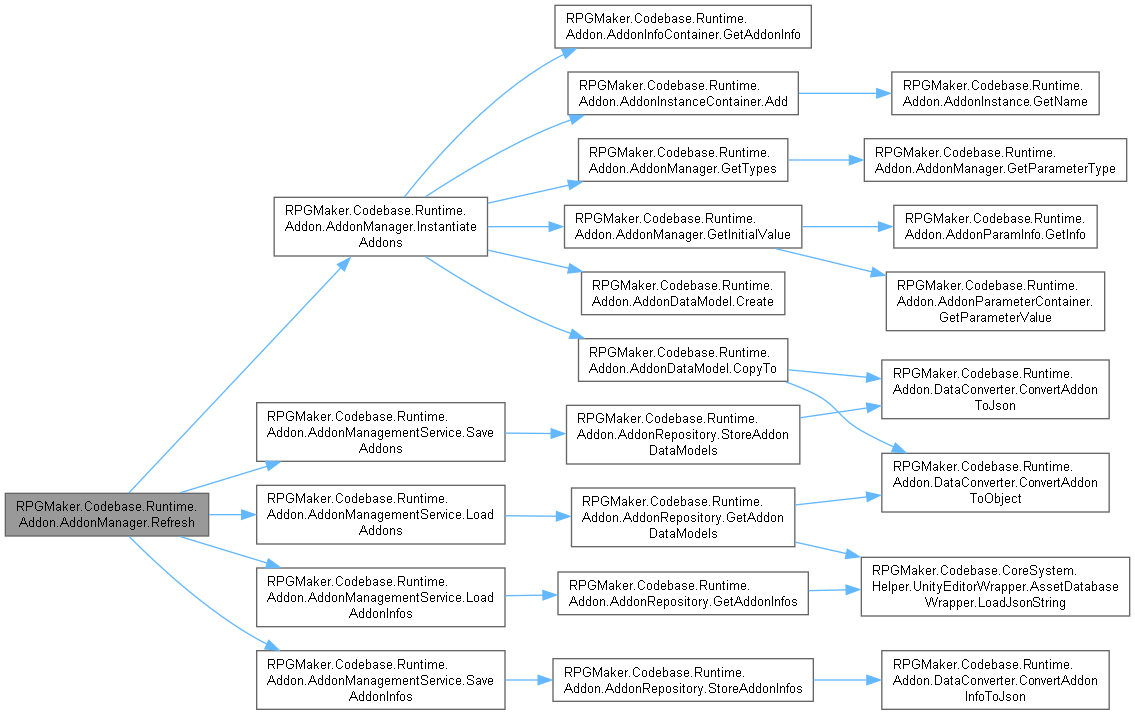 RPGMaker.Codebase.Runtime.
Addon.AddonManager.Refresh
RPGMaker.Codebase.Runtime.
Addon.AddonManager.Instantiate
Addons
RPGMaker.Codebase.Runtime.
Addon.AddonInfoContainer.GetAddonInfo
RPGMaker.Codebase.Runtime.
Addon.AddonInstanceContainer.Add
RPGMaker.Codebase.Runtime.
Addon.AddonInstance.GetName
RPGMaker.Codebase.Runtime.
Addon.AddonManager.GetTypes
RPGMaker.Codebase.Runtime.
Addon.AddonManager.GetParameterType
RPGMaker.Codebase.Runtime.
Addon.AddonManager.GetInitialValue
RPGMaker.Codebase.Runtime.
Addon.AddonParamInfo.GetInfo
RPGMaker.Codebase.Runtime.
Addon.AddonParameterContainer.
GetParameterValue
RPGMaker.Codebase.Runtime.
Addon.AddonDataModel.Create
RPGMaker.Codebase.Runtime.
Addon.AddonDataModel.CopyTo
RPGMaker.Codebase.Runtime.
Addon.DataConverter.ConvertAddon
ToJson
RPGMaker.Codebase.Runtime.
Addon.DataConverter.ConvertAddon
ToObject
RPGMaker.Codebase.Runtime.
Addon.AddonManagementService.Save
Addons
RPGMaker.Codebase.Runtime.
Addon.AddonRepository.StoreAddon
DataModels
RPGMaker.Codebase.Runtime.
Addon.AddonManagementService.Load
Addons
RPGMaker.Codebase.Runtime.
Addon.AddonRepository.GetAddon
DataModels
RPGMaker.Codebase.CoreSystem.
Helper.UnityEditorWrapper.AssetDatabase
Wrapper.LoadJsonString
RPGMaker.Codebase.Runtime.
Addon.AddonManagementService.Load
AddonInfos
RPGMaker.Codebase.Runtime.
Addon.AddonRepository.GetAddonInfos
RPGMaker.Codebase.Runtime.
Addon.AddonManagementService.Save
AddonInfos
RPGMaker.Codebase.Runtime.
Addon.AddonRepository.StoreAddonInfos
RPGMaker.Codebase.Runtime.
Addon.DataConverter.ConvertAddon
InfoToJson